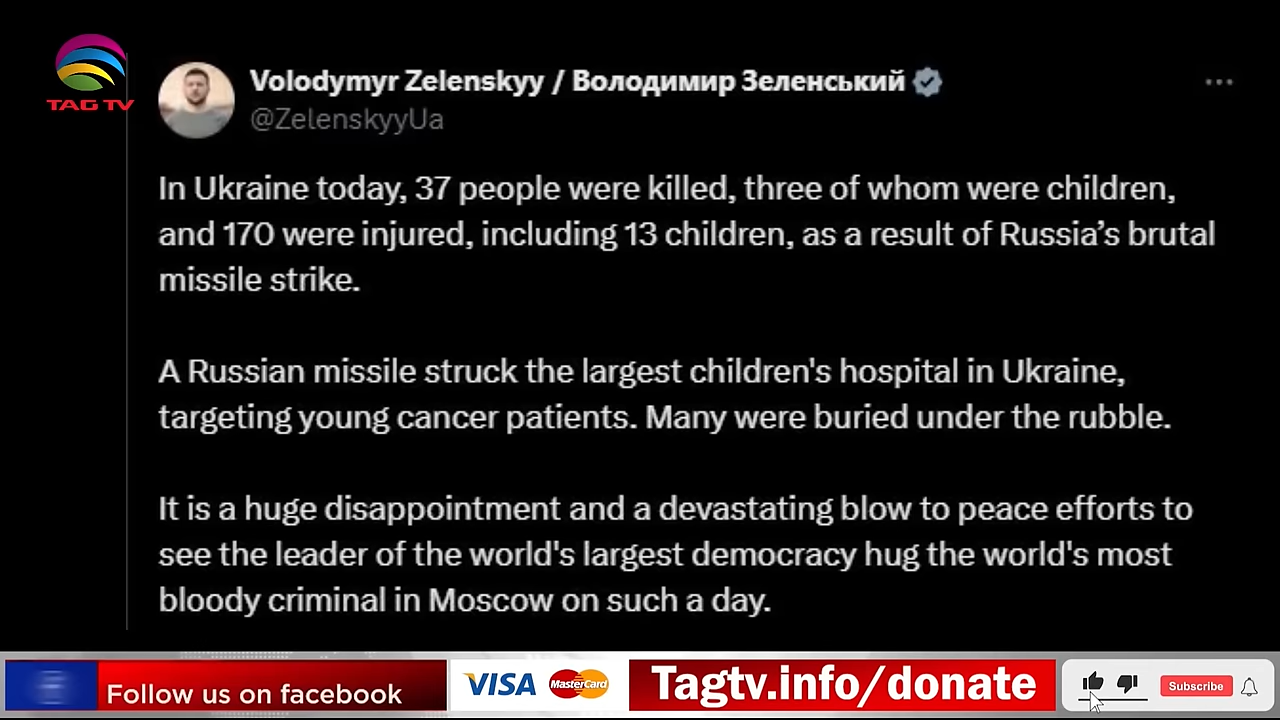 TAG TV
Volodymyr Zelenskyy / Володимир Зеленський
@ZelenskyyUa
In Ukraine today, 37 people were killed, three of whom were children,
and 170 were injured, including 13 children, as a result of Russia’s brutal
missile strike.
A Russian missile struck the largest children's hospital in Ukraine,
targeting young cancer patients. Many were buried under the rubble.
It is a huge disappointment and a devastating blow to peace efforts to
see the leader of the world's largest democracy hug the world's most
bloody criminal in Moscow on such a day.
Follow us on facebook
VISA
MasterCard
Tagtv.info/donate
Subscribe